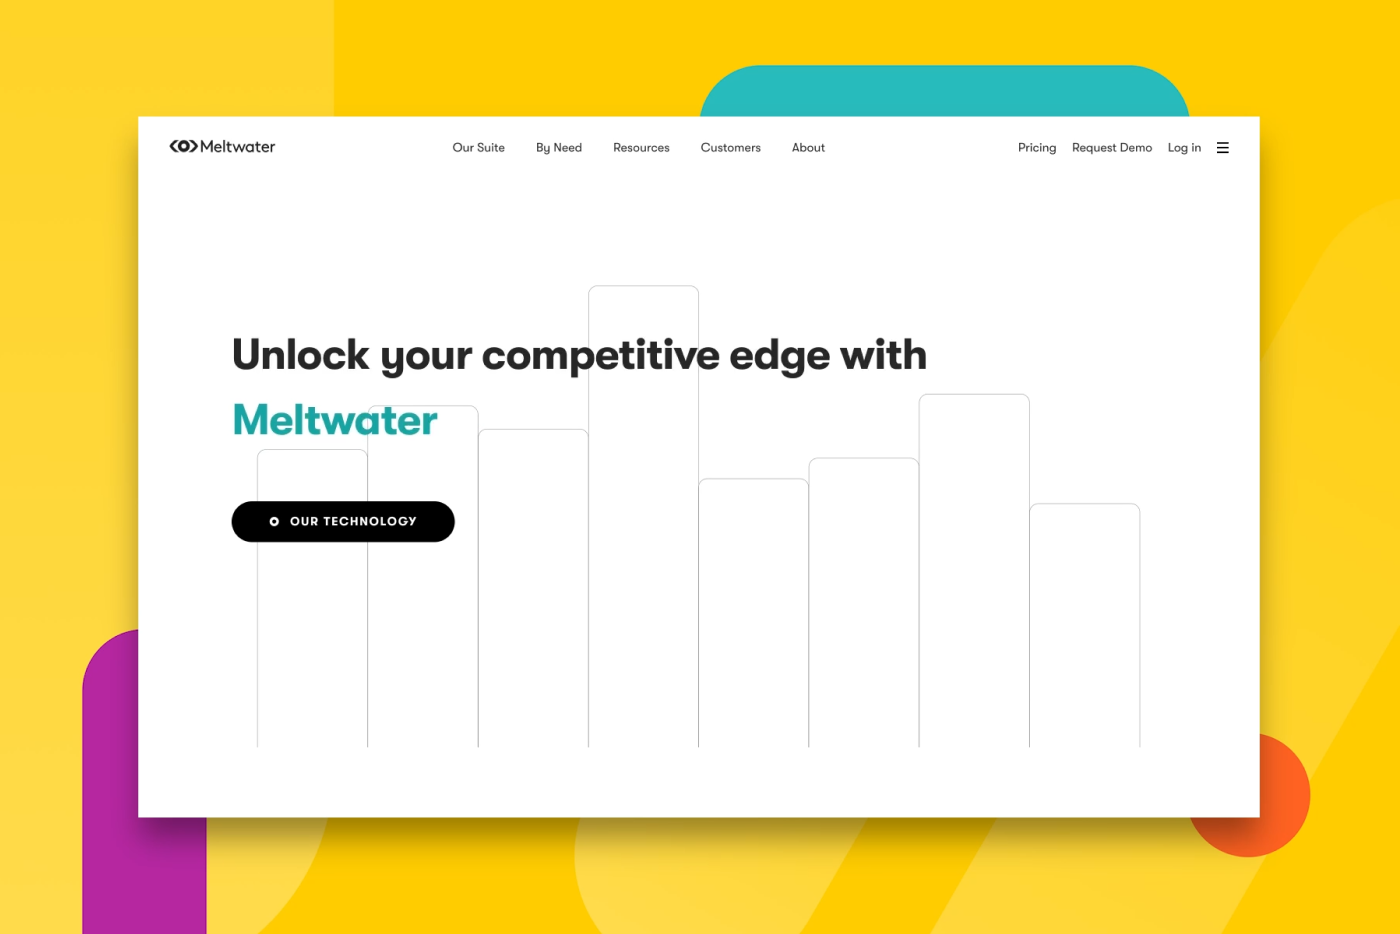 Meltwater
Our Suite By Need Resources Customers About
Pricing Request Demo Log in
Unlock your competitive edge with
Meltwater
OUR TECHNOLOGY